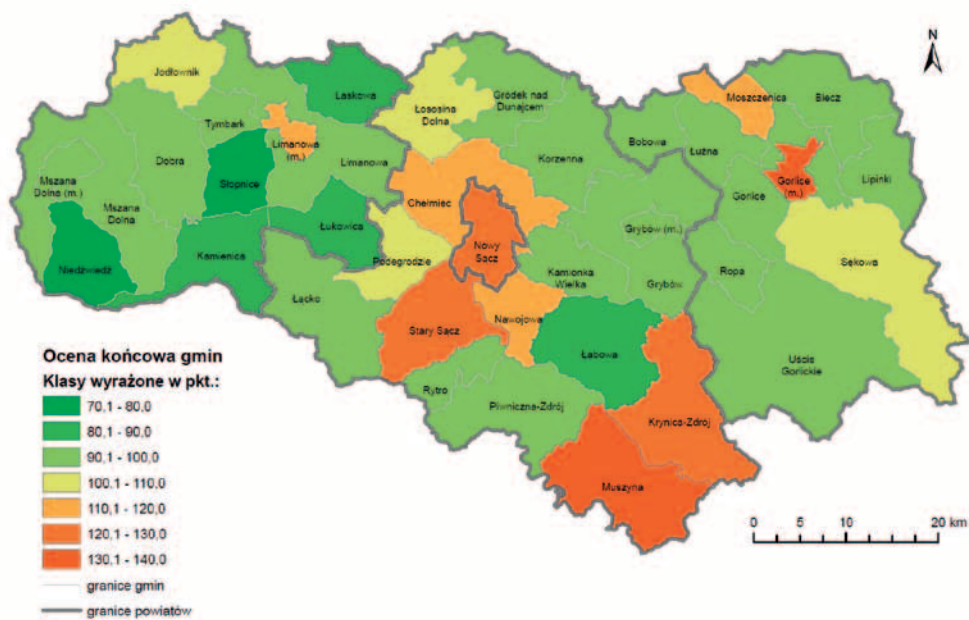 N
Jodłownik
Laskowa
Łososina
Dolna
Gródek nad
Dunajcem
Moszczenica
Biecz
Tymbark
Limanowa
(m.)
Limanowa
Korzenna
Bobowa
Łużna
Mszana
Dolna (m.)
Dobra
Słopnice
Gorlice
Gorlice
(m.)
Lipinki
Mszana
Dolna
Chełmiec
Łukowica
Grybów (m.)
Niedźwiedź
Kamienica
Podegrodzie
Nowy
Sącz
Sękowa
Kamionka
Wielka
Grybów
Ropa
Łącko
Stary Sącz
Nawojowa
Łabowa
Uście
Gorlickie
Rytro
Piwniczna-Zdrój
Krynica-Zdrój
Muszyna
Ocena końcowa gmin
Klasy wyrażone w pkt.:
70,1 - 80,0
80,1 - 90,0
90,1 - 100,0
100,1 - 110,0
110,1 - 120,0
120,1 - 130,0
130,1 - 140,0
granice gmin
granice powiatów
0 5 10 20 km